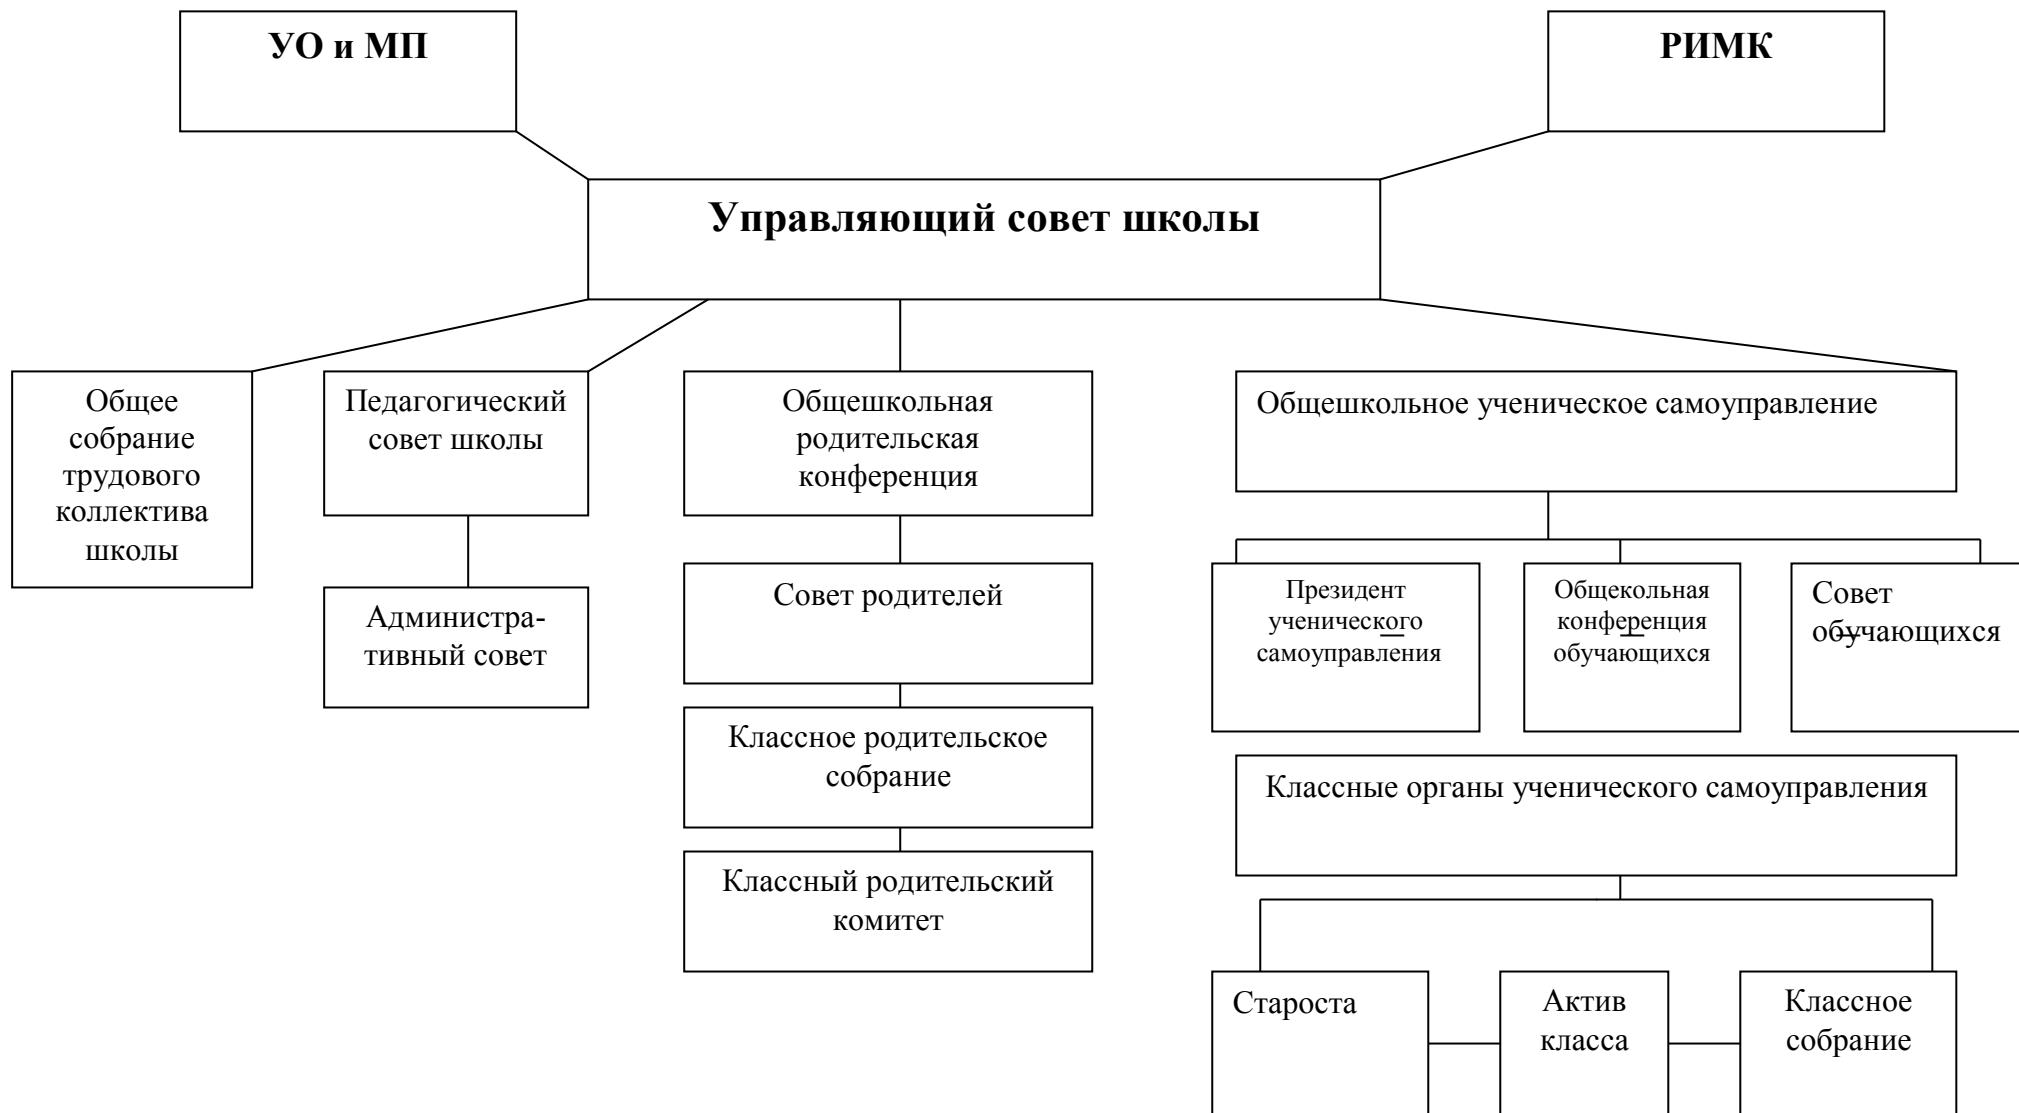 УО и МП
РИМК
Управляющий совет школы
Общее
собрание
трудового
коллектива
школы
Педагогический
совет школы
Администра-
тивный совет
Общешкольная
родительская
конференция
Совет родителей
Классное родительское
собрание
Классный родительский
комитет
Общешкольное ученическое самоуправление
Президент
ученического
самоуправления
Общекольная
конференция
обучающихся
Совет
обучающихся
Классные органы ученического самоуправления
Староста
Актив
класса
Классное
собрание